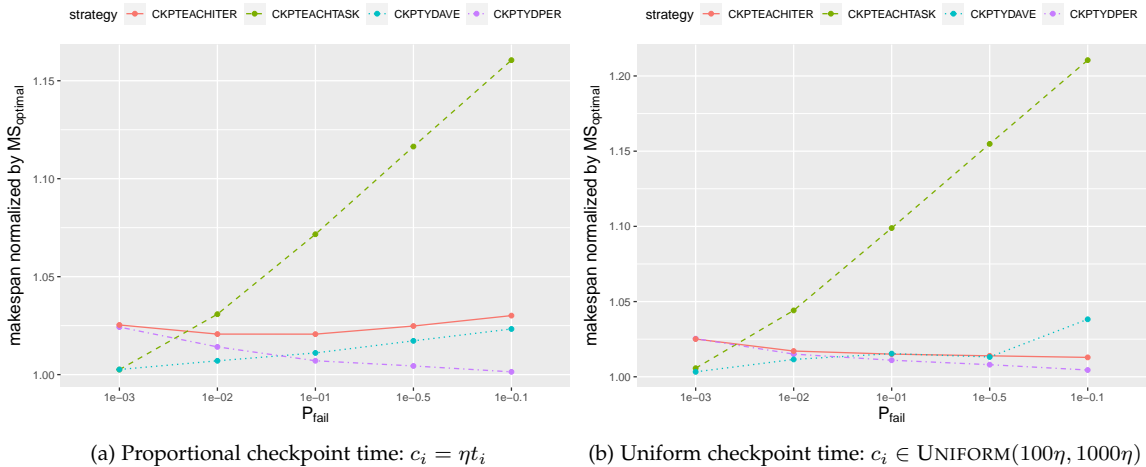 strategy CKPTEACHITER CKPTEACHTASK CKPTYDAVE CKPTYDPER
makespan normalized by MSoptimal
1.15
1.10
1.05
1.00
1e−03 1e−02 1e−01 1e−0.5 1e−0.1
Pfail
(a) Proportional checkpoint time: cᵢ = ηtᵢ
strategy CKPTEACHITER CKPTEACHTASK CKPTYDAVE CKPTYDPER
makespan normalized by MSoptimal
1.20
1.15
1.10
1.05
1.00
1e−03 1e−02 1e−01 1e−0.5 1e−0.1
Pfail
(b) Uniform checkpoint time: cᵢ ∈ UNIFORM(100η, 1000η)